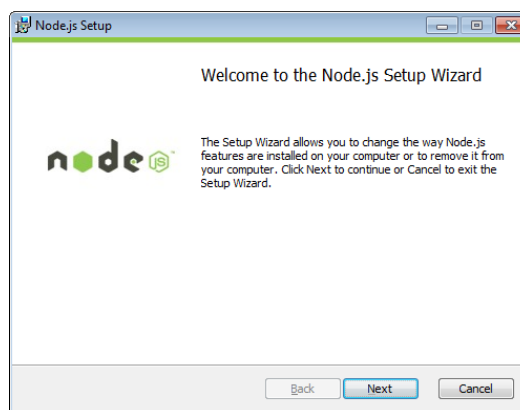 Node.js Setup
Welcome to the Node.js Setup Wizard
node js™
The Setup Wizard allows you to change the way Node.js
features are installed on your computer or to remove it from
your computer. Click Next to continue or Cancel to exit the
Setup Wizard.
Back Next Cancel